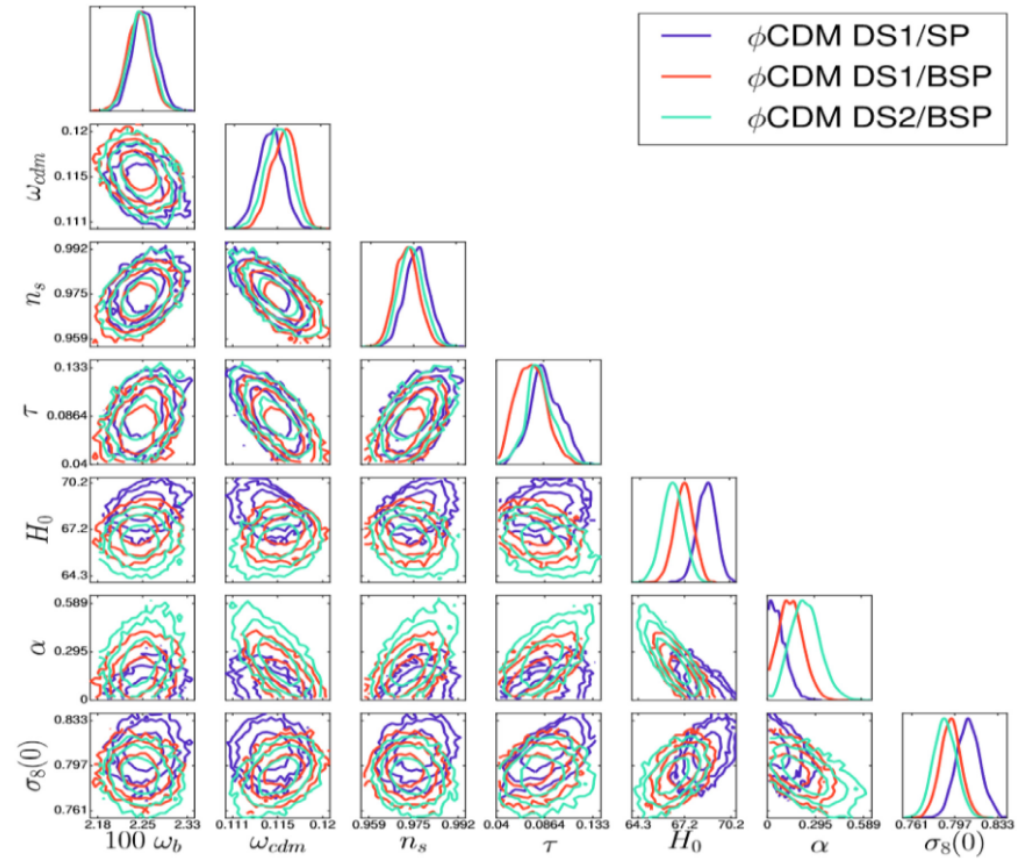 ϕCDM DS1/SP
ϕCDM DS1/BSP
ϕCDM DS2/BSP
0.12
0.115
0.111
ω_cdm
0.992
0.975
0.959
n_s
0.133
0.0864
0.04
τ
70.2
67.2
64.3
H_0
0.589
0.295
0
α
0.833
0.797
0.761
σ_8(0)
2.18 2.25 2.33 0.111 0.115 0.12 0.959 0.975 0.992 0.04 0.0864 0.133 64.3 67.2 70.2 0 0.295 0.589 0.761 0.797 0.833
100 ω_b ω_cdm n_s τ H_0 α σ_8(0)